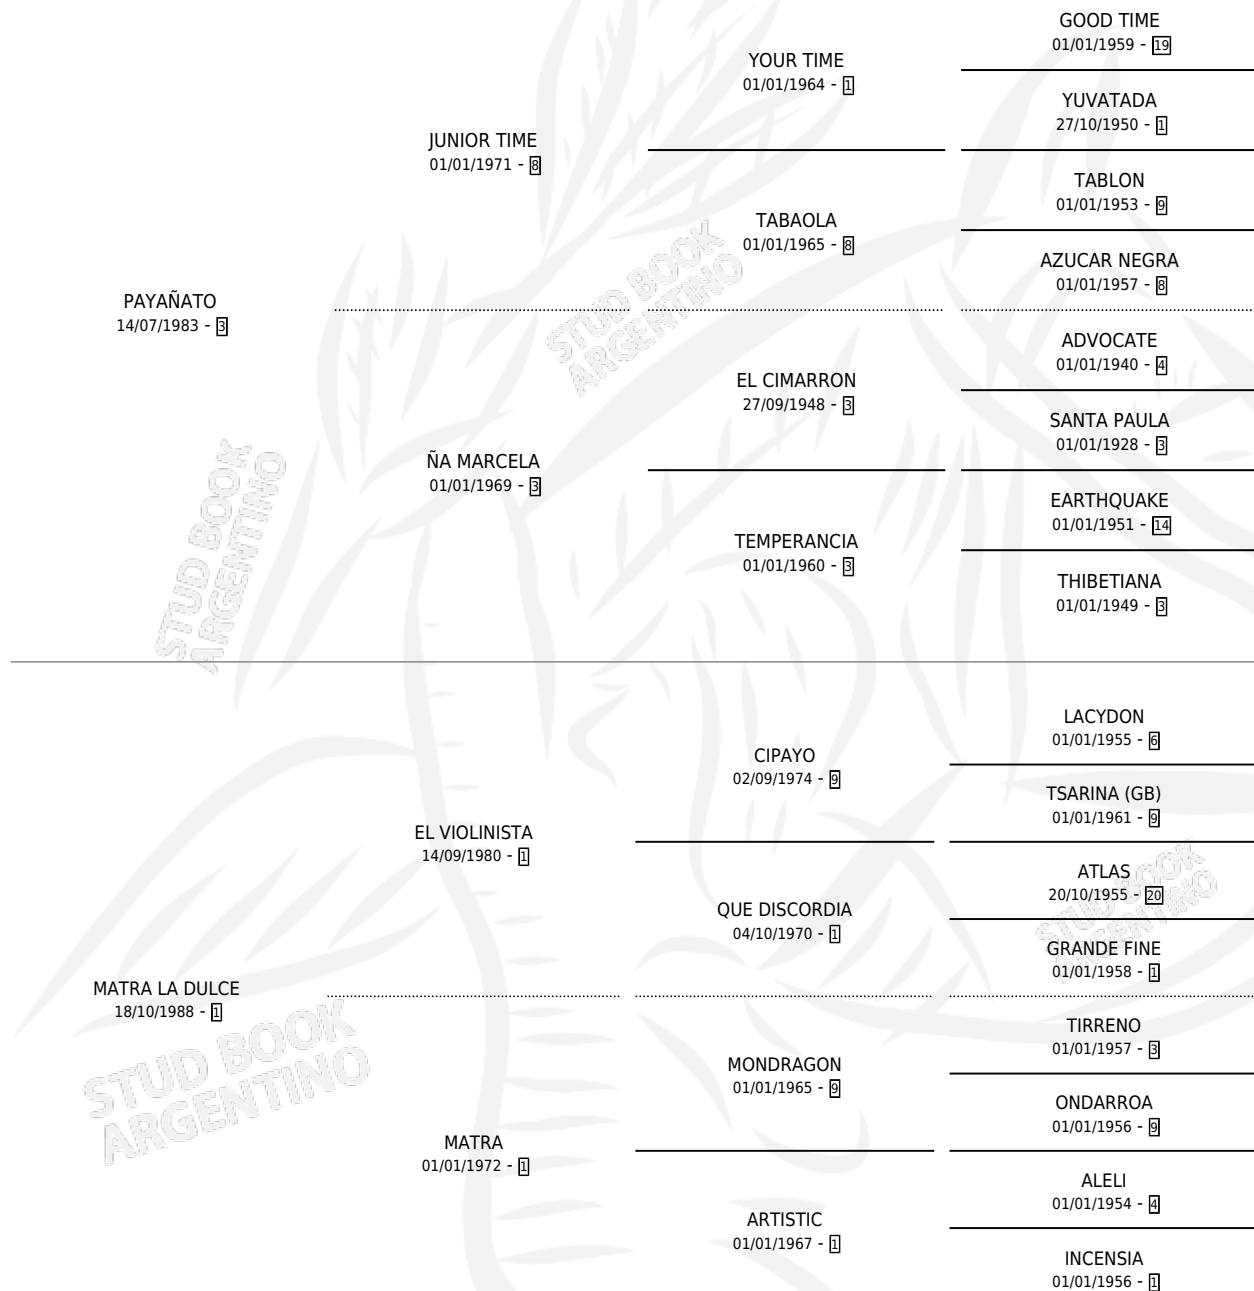 GOOD TIME
01/01/1959 - 19
YOUR TIME
01/01/1964 - 1
YUVATADA
27/10/1950 - 1
JUNIOR TIME
01/01/1971 - 8
TABLON
01/01/1953 - 9
TABAOLA
01/01/1965 - 8
AZUCAR NEGRA
01/01/1957 - 8
PAYAÑATO
14/07/1983 - 3
ADVOCATE
01/01/1940 - 4
EL CIMARRON
27/09/1948 - 3
SANTA PAULA
01/01/1928 - 3
ÑA MARCELA
01/01/1969 - 3
EARTHQUAKE
01/01/1951 - 14
TEMPERANCIA
01/01/1960 - 3
THIBETIANA
01/01/1949 - 3
LACYDON
01/01/1955 - 6
CIPAYO
02/09/1974 - 9
TSARINA (GB)
01/01/1961 - 9
EL VIOLINISTA
14/09/1980 - 1
ATLAS
20/10/1955 - 20
QUE DISCORDIA
04/10/1970 - 1
GRANDE FINE
01/01/1958 - 1
MATRA LA DULCE
18/10/1988 - 1
TIRRENO
01/01/1957 - 3
MONDRAGON
01/01/1965 - 9
ONDARROA
01/01/1956 - 9
MATRA
01/01/1972 - 1
ALELI
01/01/1954 - 4
ARTISTIC
01/01/1967 - 1
INCENSIA
01/01/1956 - 1
STUD BOOK
ARGENTINO
STUD BOOK
ARGENTINO
STUD BOOK
ARGENTINO
STUD BOOK
ARGENTINO